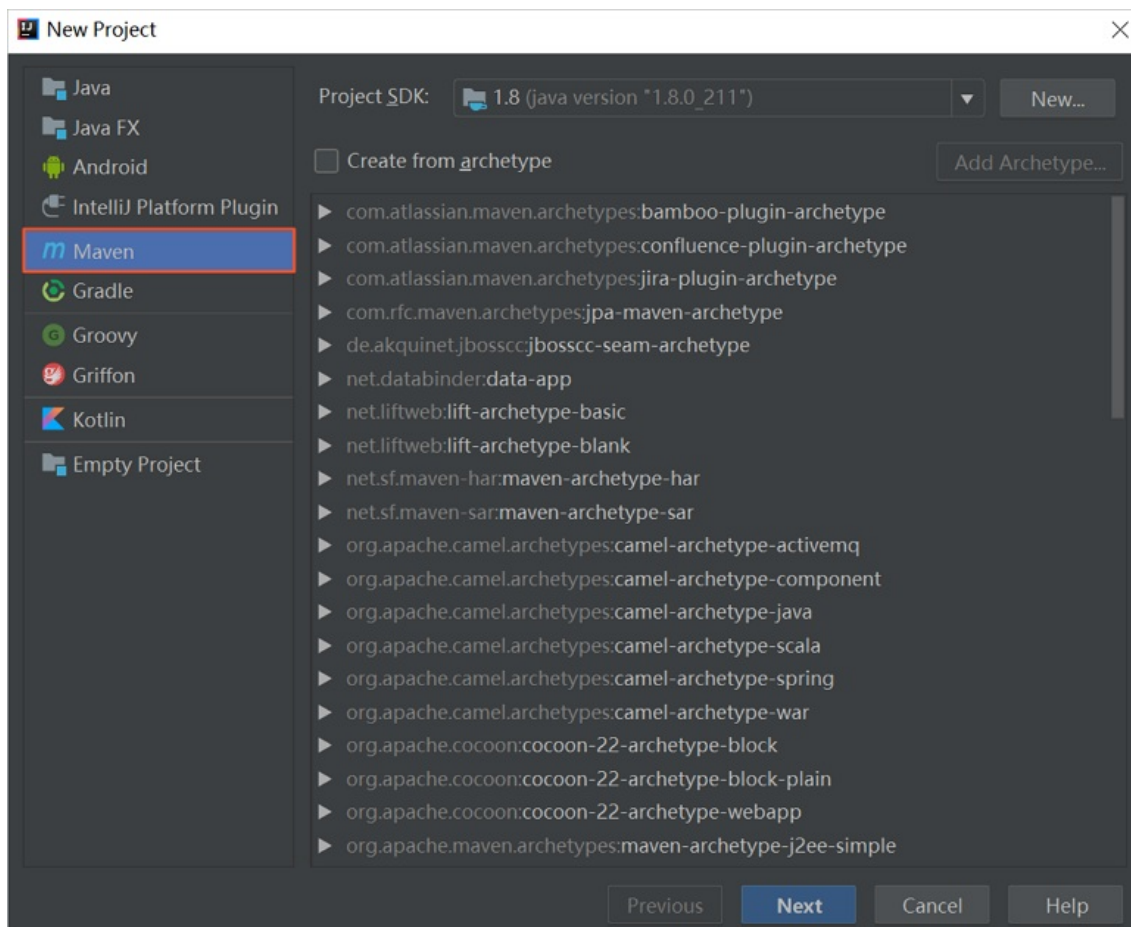 New Project
Java
Java FX
Android
IntelliJ Platform Plugin
Maven
Gradle
Groovy
Griffon
Kotlin
Empty Project
Project SDK: 1.8 (java version "1.8.0_211") New...
Create from archetype Add Archetype...
com.atlassian.maven.archetypes:bamboo-plugin-archetype
com.atlassian.maven.archetypes:confluence-plugin-archetype
com.atlassian.maven.archetypes:jira-plugin-archetype
com.rfc.maven.archetypes:jpa-maven-archetype
de.akquinet.jbosscc:jbosscc-seam-archetype
net.databinder:data-app
net.liftweb:lift-archetype-basic
net.liftweb:lift-archetype-blank
net.sf.maven-har:maven-archetype-har
net.sf.maven-sar:maven-archetype-sar
org.apache.camel.archetypes:camel-archetype-activemq
org.apache.camel.archetypes:camel-archetype-component
org.apache.camel.archetypes:camel-archetype-java
org.apache.camel.archetypes:camel-archetype-scala
org.apache.camel.archetypes:camel-archetype-spring
org.apache.camel.archetypes:camel-archetype-war
org.apache.cocoon:cocoon-22-archetype-block
org.apache.cocoon:cocoon-22-archetype-block-plain
org.apache.cocoon:cocoon-22-archetype-webapp
org.apache.maven.archetypes:maven-archetype-j2ee-simple
Previous Next Cancel Help